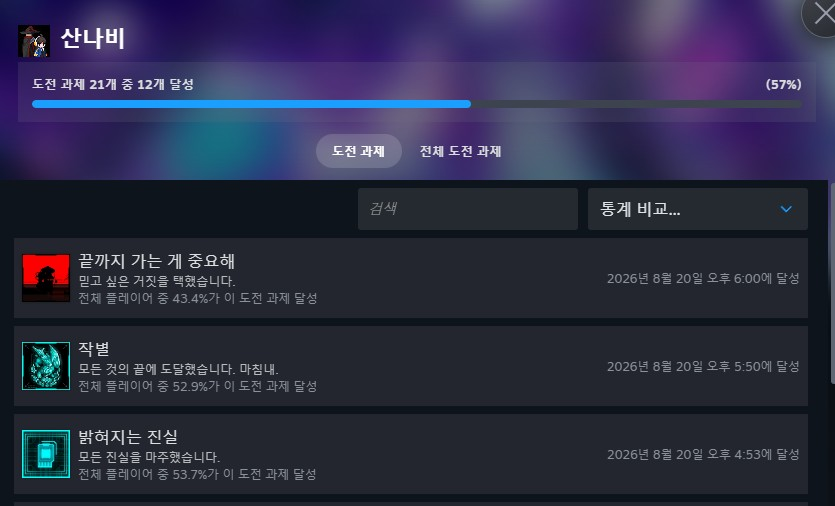 산나비
도전 과제 21개 중 12개 달성 (57%)
도전 과제 전체 도전 과제
검색 통계 비교...
끝까지 가는 게 중요해
믿고 싶은 거짓을 택했습니다.
전체 플레이어 중 43.4%가 이 도전 과제 달성
2026년 8월 20일 오후 6:00에 달성
작별
모든 것의 끝에 도달했습니다. 마침내.
전체 플레이어 중 52.9%가 이 도전 과제 달성
2026년 8월 20일 오후 5:50에 달성
밝혀지는 진실
모든 진실을 마주했습니다.
전체 플레이어 중 53.7%가 이 도전 과제 달성
2026년 8월 20일 오후 4:53에 달성